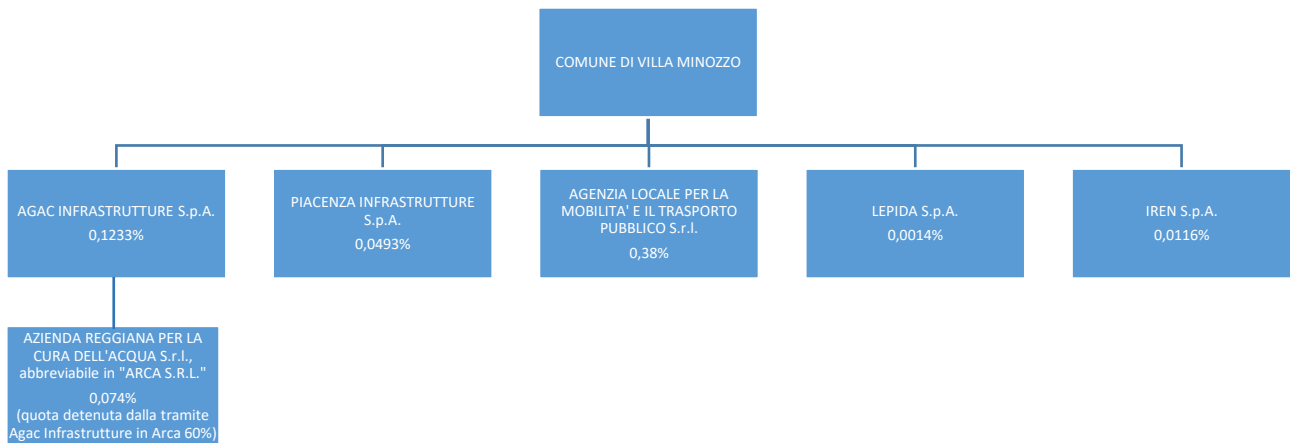 COMUNE DI VILLA MINOZZO
AGAC INFRASTRUTTURE S.p.A.
0,1233%
PIACENZA INFRASTRUTTURE
S.p.A.
0,0493%
AGENZIA LOCALE PER LA
MOBILITA' E IL TRASPORTO
PUBBLICO S.r.l.
0,38%
LEPIDA S.p.A.
0,0014%
IREN S.p.A.
0,0116%
AZIENDA REGGIANA PER LA
CURA DELL'ACQUA S.r.l.,
abbreviabile in "ARCA S.R.L."
0,074%
(quota detenuta dalla tramite
Agac Infrastrutture in Arca 60%)